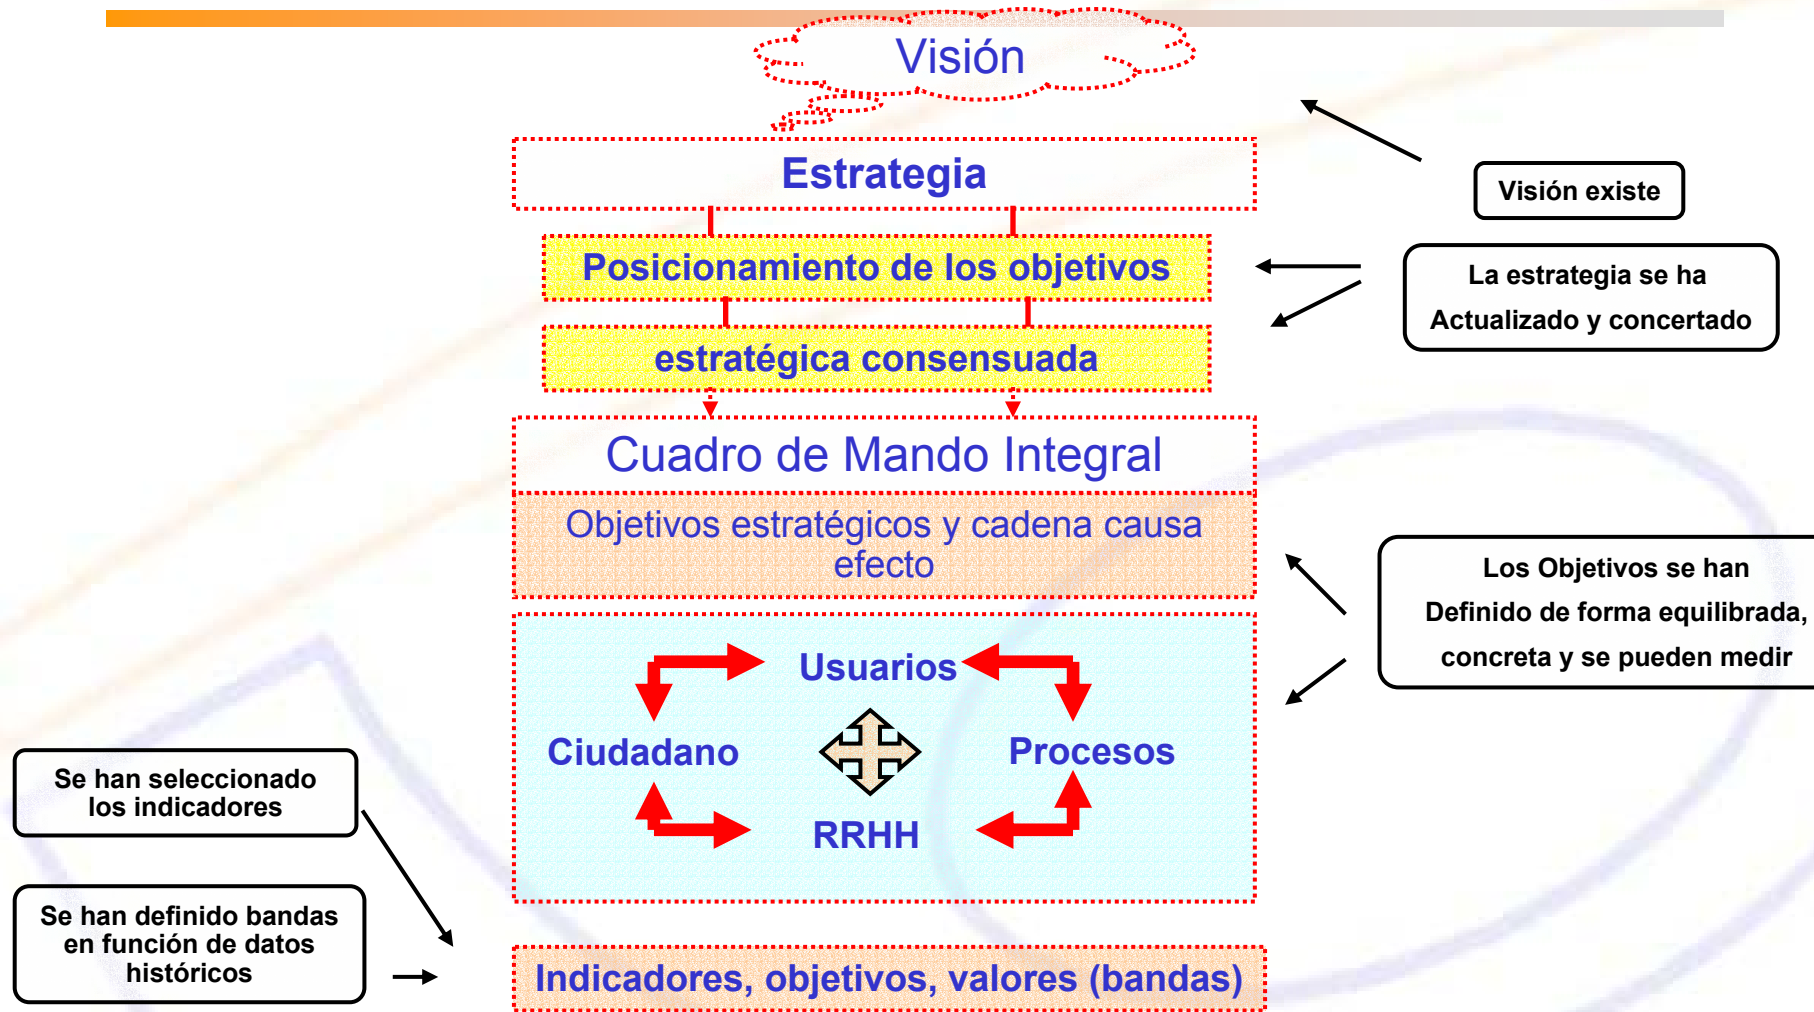 Visión
Estrategia
Visión existe
Posicionamiento de los objetivos
La estrategia se ha
Actualizado y concertado
estratégica consensuada
Cuadro de Mando Integral
Objetivos estratégicos y cadena causa
efecto
Los Objetivos se han
Definido de forma equilibrada,
concreta y se pueden medir
Usuarios
Ciudadano
Procesos
RRHH
Se han seleccionado
los indicadores
Se han definido bandas
en función de datos
históricos
Indicadores, objetivos, valores (bandas)